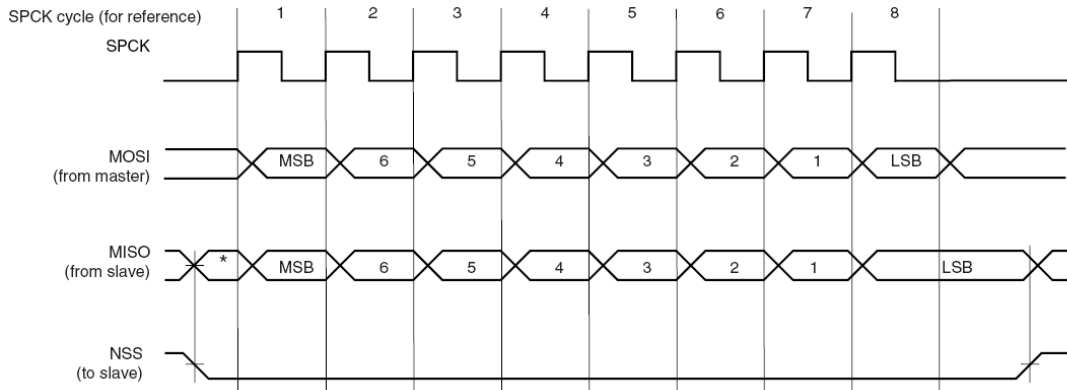 SPCK cycle (for reference) 1 2 3 4 5 6 7 8
SPCK
MOSI
(from master)
MSB 6 5 4 3 2 1 LSB
MISO
(from slave)
* MSB 6 5 4 3 2 1 LSB
NSS
(to slave)